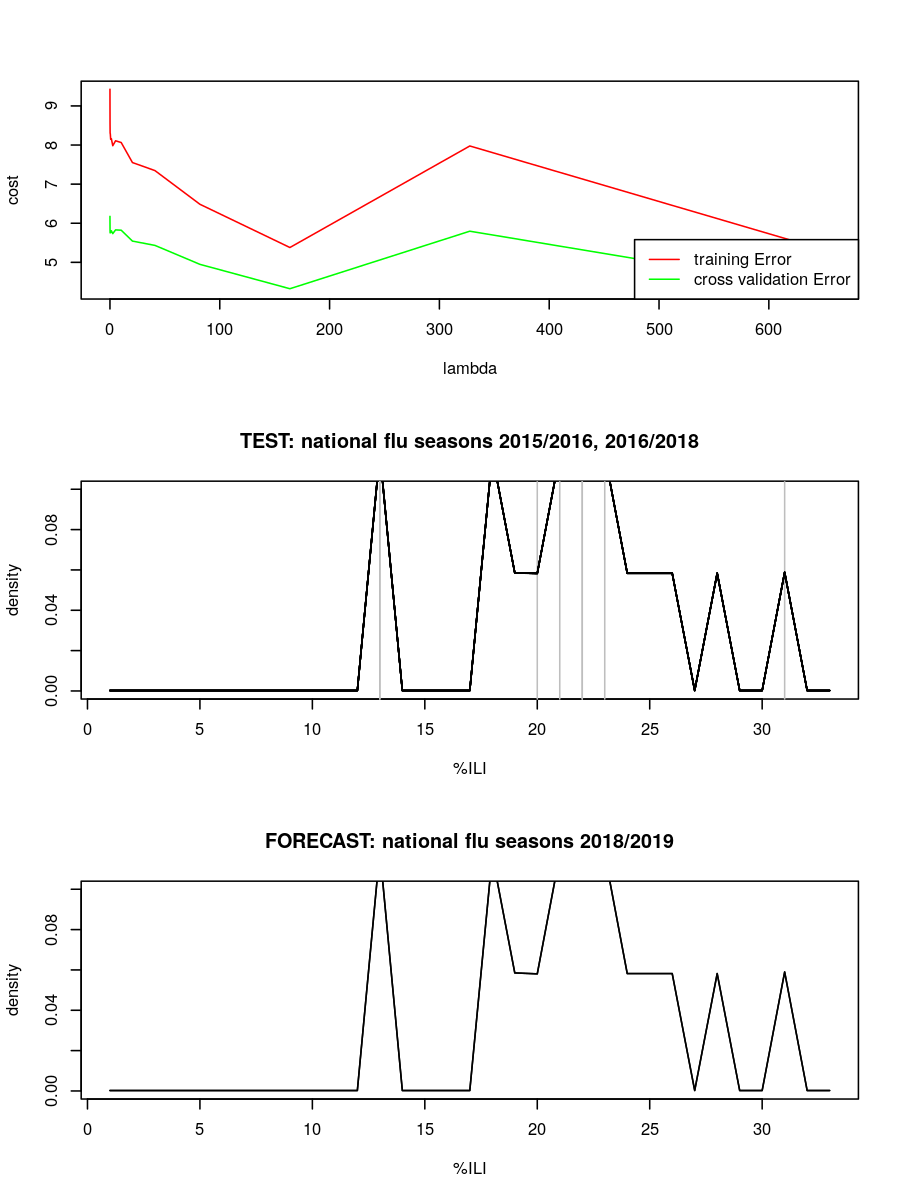 cost
9
8
7
6
5
training Error
cross validation Error
0 100 200 300 400 500 600
lambda
TEST: national flu seasons 2015/2016, 2016/2018
density
0.08
0.04
0.00
0 5 10 15 20 25 30
%ILI
FORECAST: national flu seasons 2018/2019
density
0.08
0.04
0.00
0 5 10 15 20 25 30
%ILI